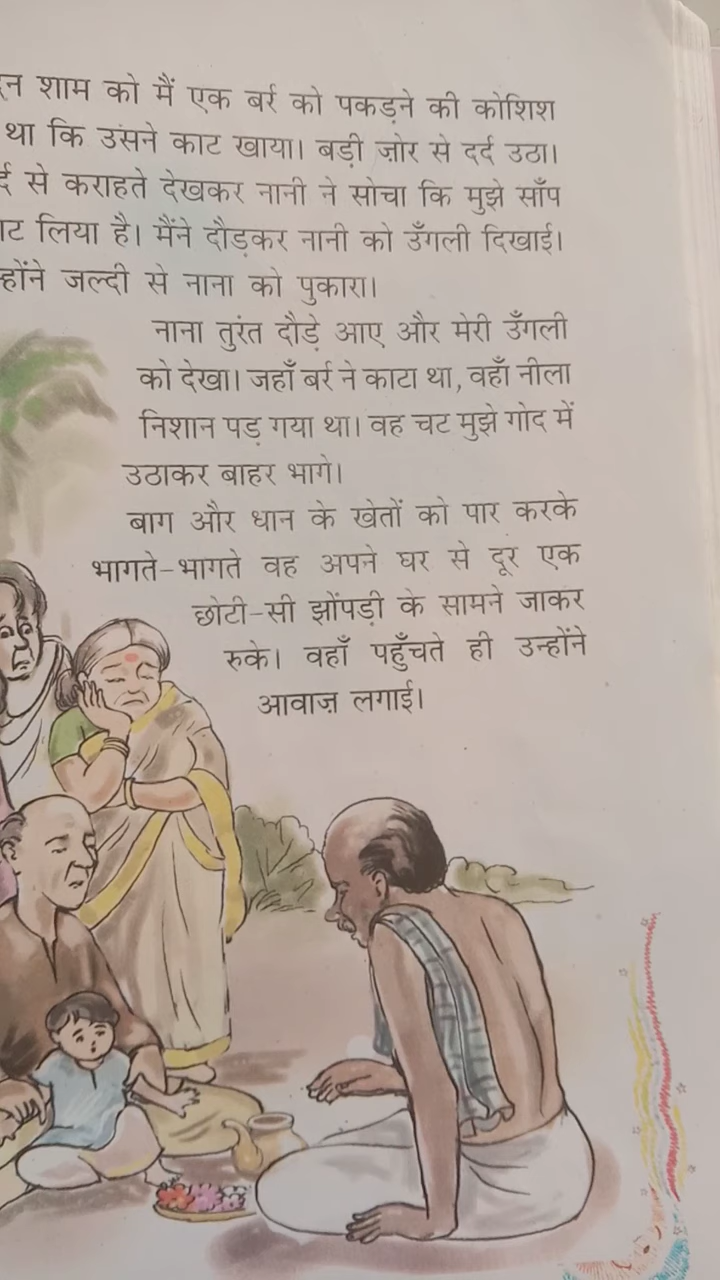 शाम को मैं एक बर्र को पकड़ने की कोशिश
था कि उसने काट खाया। बड़ी ज़ोर से दर्द उठा।
से कराहते देखकर नानी ने सोचा कि मुझे साँप
लिया है। मैंने दौड़कर नानी को उँगली दिखाई।
जल्दी से नाना को पुकारा।
नाना तुरंत दौड़े आए और मेरी उँगली
को देखा। जहाँ बर्र ने काटा था, वहाँ नीला
निशान पड़ गया था। वह चट मुझे गोद में
उठाकर बाहर भागे।
बाग और धान के खेतों को पार करके
भागते-भागते वह अपने घर से दूर एक
छोटी-सी झोंपड़ी के सामने जाकर
रुके। वहाँ पहुँचते ही उन्होंने
आवाज़ लगाई।